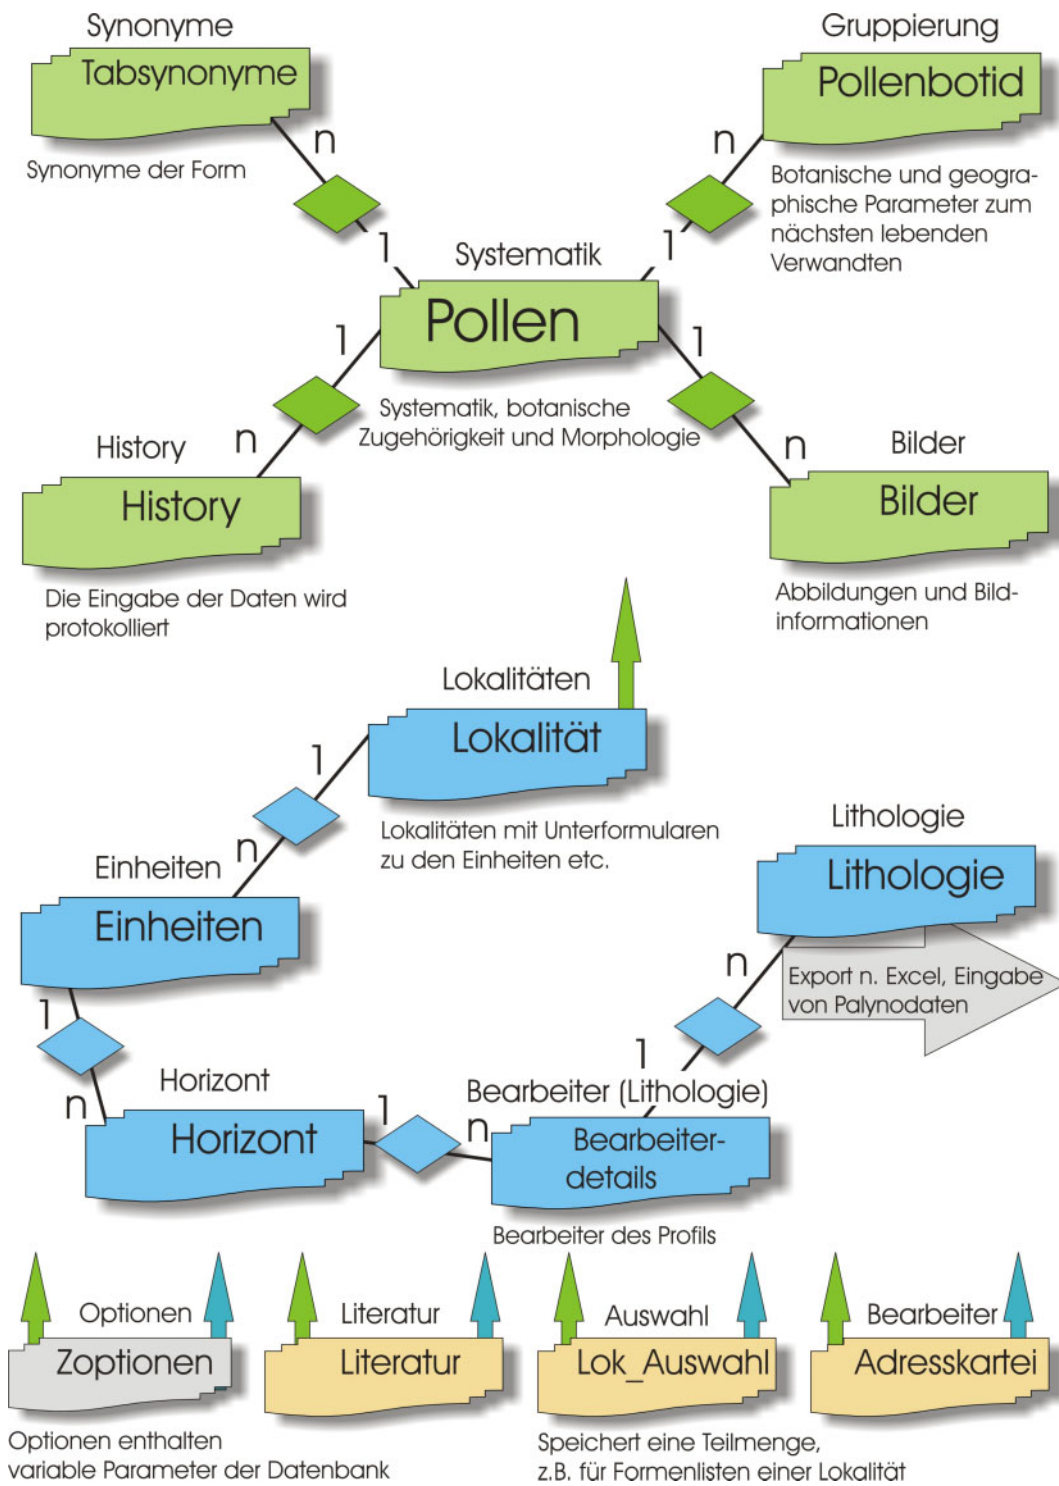 Synonyme
Tabsynonyme
n
Synonyme der Form
1
Gruppierung
Pollenbotid
n
Botanische und geogra-
phische Parameter zum
nächsten lebenden
Verwandten
1
Systematik
Pollen
1
1
Systematik, botanische
Zugehörigkeit und Morphologie
n
History
History
Die Eingabe der Daten wird
protokolliert
n
Bilder
Bilder
Abbildungen und Bild-
informationen
Lokalitäten
Lokalität
1
Lokalitäten mit Unterformularen
zu den Einheiten etc.
n
Einheiten
Einheiten
Lithologie
Lithologie
n
Export n. Excel, Eingabe
von Palynodaten
1
n
Horizont
Horizont
1
n
1
Bearbeiter (Lithologie)
Bearbeiter-
details
Bearbeiter des Profils
Optionen
Zoptionen
Optionen enthalten
variable Parameter der Datenbank
Literatur
Literatur
Auswahl
Lok_Auswahl
Speichert eine Teilmenge,
z.B. für Formenlisten einer Lokalität
Bearbeiter
Adresskartei